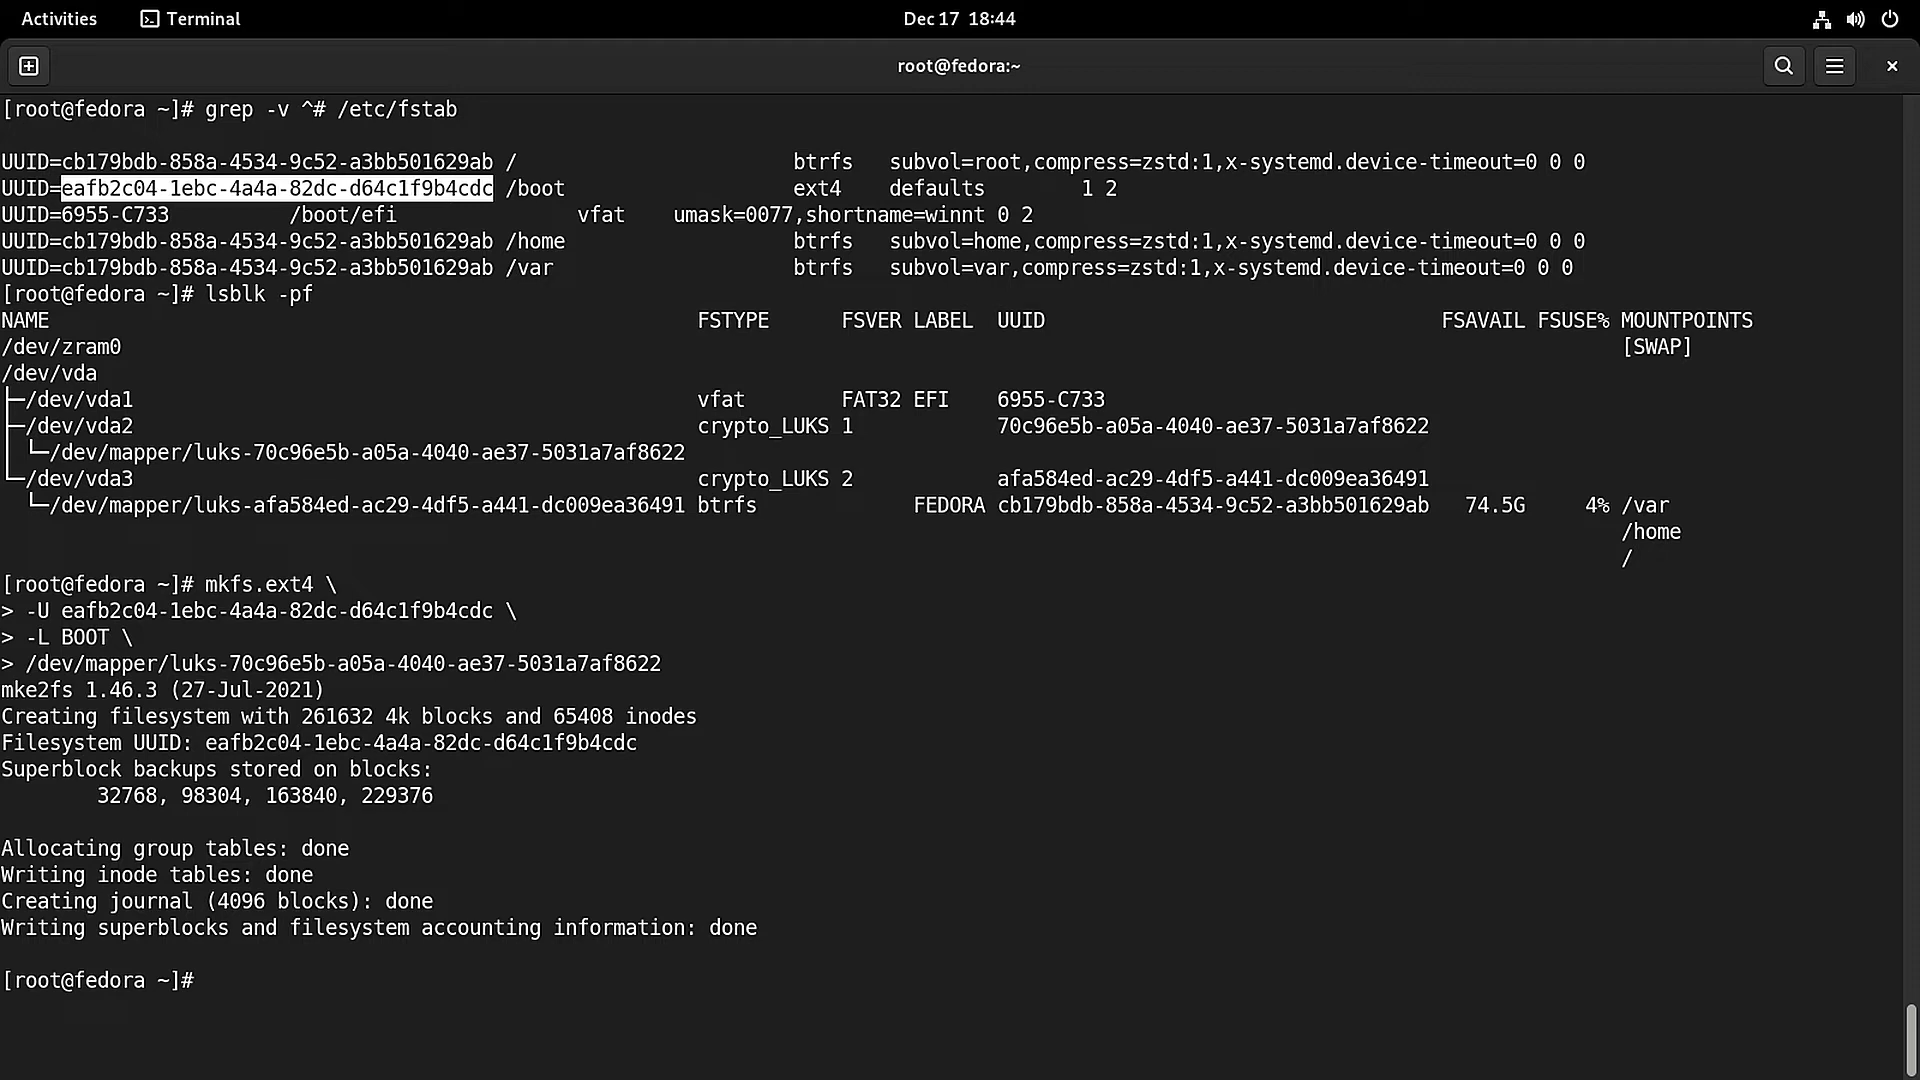 Activities Terminal Dec 17 18:44
root@fedora:~
[root@fedora ~]# grep -v ^# /etc/fstab
UUID=cb179bdb-858a-4534-9c52-a3bb501629ab / btrfs subvol=root,compress=zstd:1,x-systemd.device-timeout=0 0 0
UUID=eafb2c04-1ebc-4a4a-82dc-d64c1f9b4cdc /boot ext4 defaults 1 2
UUID=6955-C733 /boot/efi vfat umask=0077,shortname=winnt 0 2
UUID=cb179bdb-858a-4534-9c52-a3bb501629ab /home btrfs subvol=home,compress=zstd:1,x-systemd.device-timeout=0 0 0
UUID=cb179bdb-858a-4534-9c52-a3bb501629ab /var btrfs subvol=var,compress=zstd:1,x-systemd.device-timeout=0 0 0
[root@fedora ~]# lsblk -pf
NAME FSTYPE FSVER LABEL UUID FSAVAIL FSUSE% MOUNTPOINTS
/dev/zram0 [SWAP]
/dev/vda
├─/dev/vda1 vfat FAT32 EFI 6955-C733
├─/dev/vda2 crypto_LUKS 1 70c96e5b-a05a-4040-ae37-5031a7af8622
│ └─/dev/mapper/luks-70c96e5b-a05a-4040-ae37-5031a7af8622
└─/dev/vda3 crypto_LUKS 2 afa584ed-ac29-4df5-a441-dc009ea36491
└─/dev/mapper/luks-afa584ed-ac29-4df5-a441-dc009ea36491 btrfs FEDORA cb179bdb-858a-4534-9c52-a3bb501629ab 74.5G 4% /var
/home
/
[root@fedora ~]# mkfs.ext4 \
> -U eafb2c04-1ebc-4a4a-82dc-d64c1f9b4cdc \
> -L BOOT \
> /dev/mapper/luks-70c96e5b-a05a-4040-ae37-5031a7af8622
mke2fs 1.46.3 (27-Jul-2021)
Creating filesystem with 261632 4k blocks and 65408 inodes
Filesystem UUID: eafb2c04-1ebc-4a4a-82dc-d64c1f9b4cdc
Superblock backups stored on blocks:
32768, 98304, 163840, 229376
Allocating group tables: done
Writing inode tables: done
Creating journal (4096 blocks): done
Writing superblocks and filesystem accounting information: done
[root@fedora ~]#